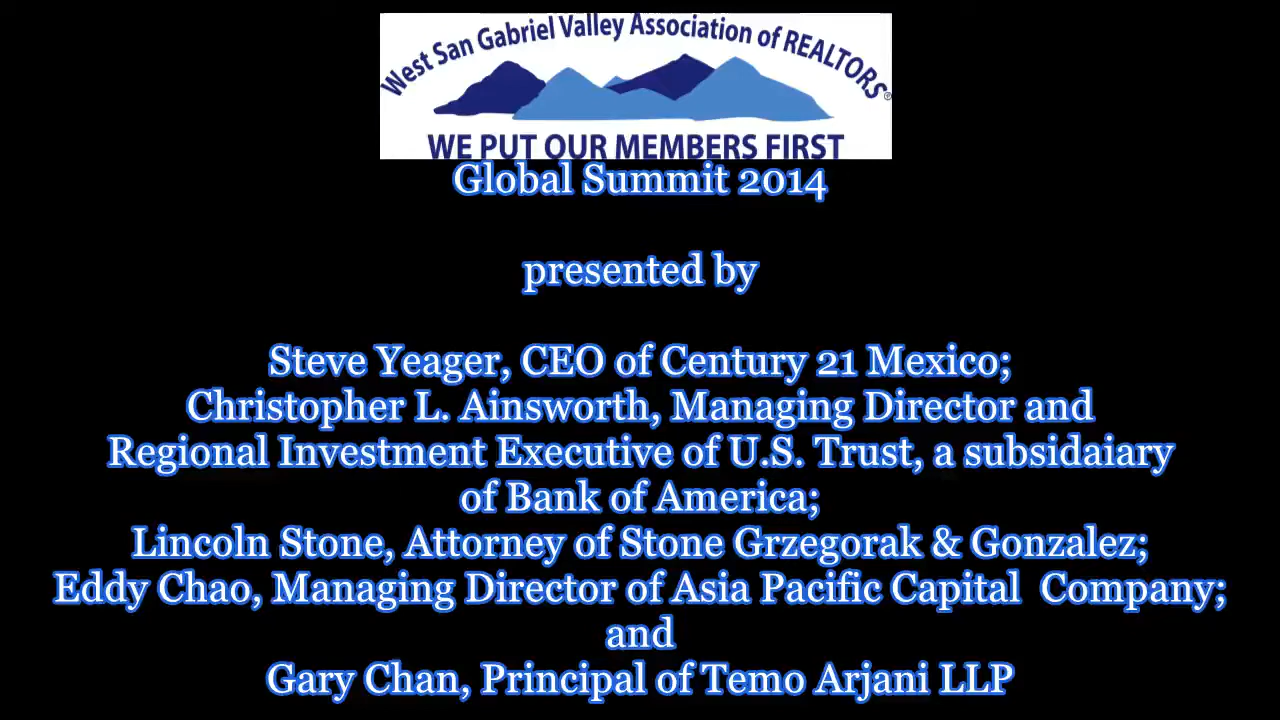 West San Gabriel Valley Association of REALTORS®
WE PUT OUR MEMBERS FIRST
Global Summit 2014
presented by
Steve Yeager, CEO of Century 21 Mexico;
Christopher L. Ainsworth, Managing Director and
Regional Investment Executive of U.S. Trust, a subsidaiary
of Bank of America;
Lincoln Stone, Attorney of Stone Grzegorak & Gonzalez;
Eddy Chao, Managing Director of Asia Pacific Capital  Company;
and
Gary Chan, Principal of Temo Arjani LLP